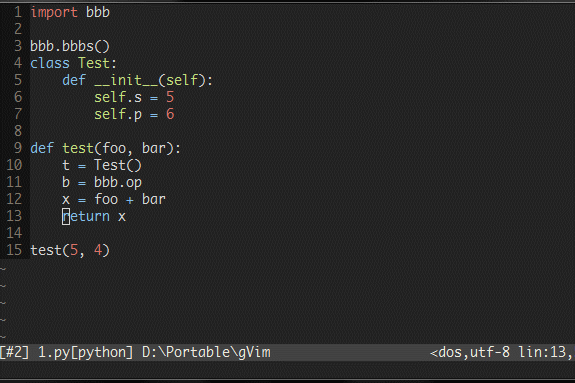 1 import bbb
2
3 bbb.bbbs()
4 class Test:
5     def __init__(self):
6         self.s = 5
7         self.p = 6
8
9 def test(foo, bar):
10     t = Test()
11     b = bbb.op
12     x = foo + bar
13     return x
14
15 test(5, 4)
~
~
~
~
~
[#2] 1.py[python] D:\Portable\gVim <dos,utf-8 lin:13,